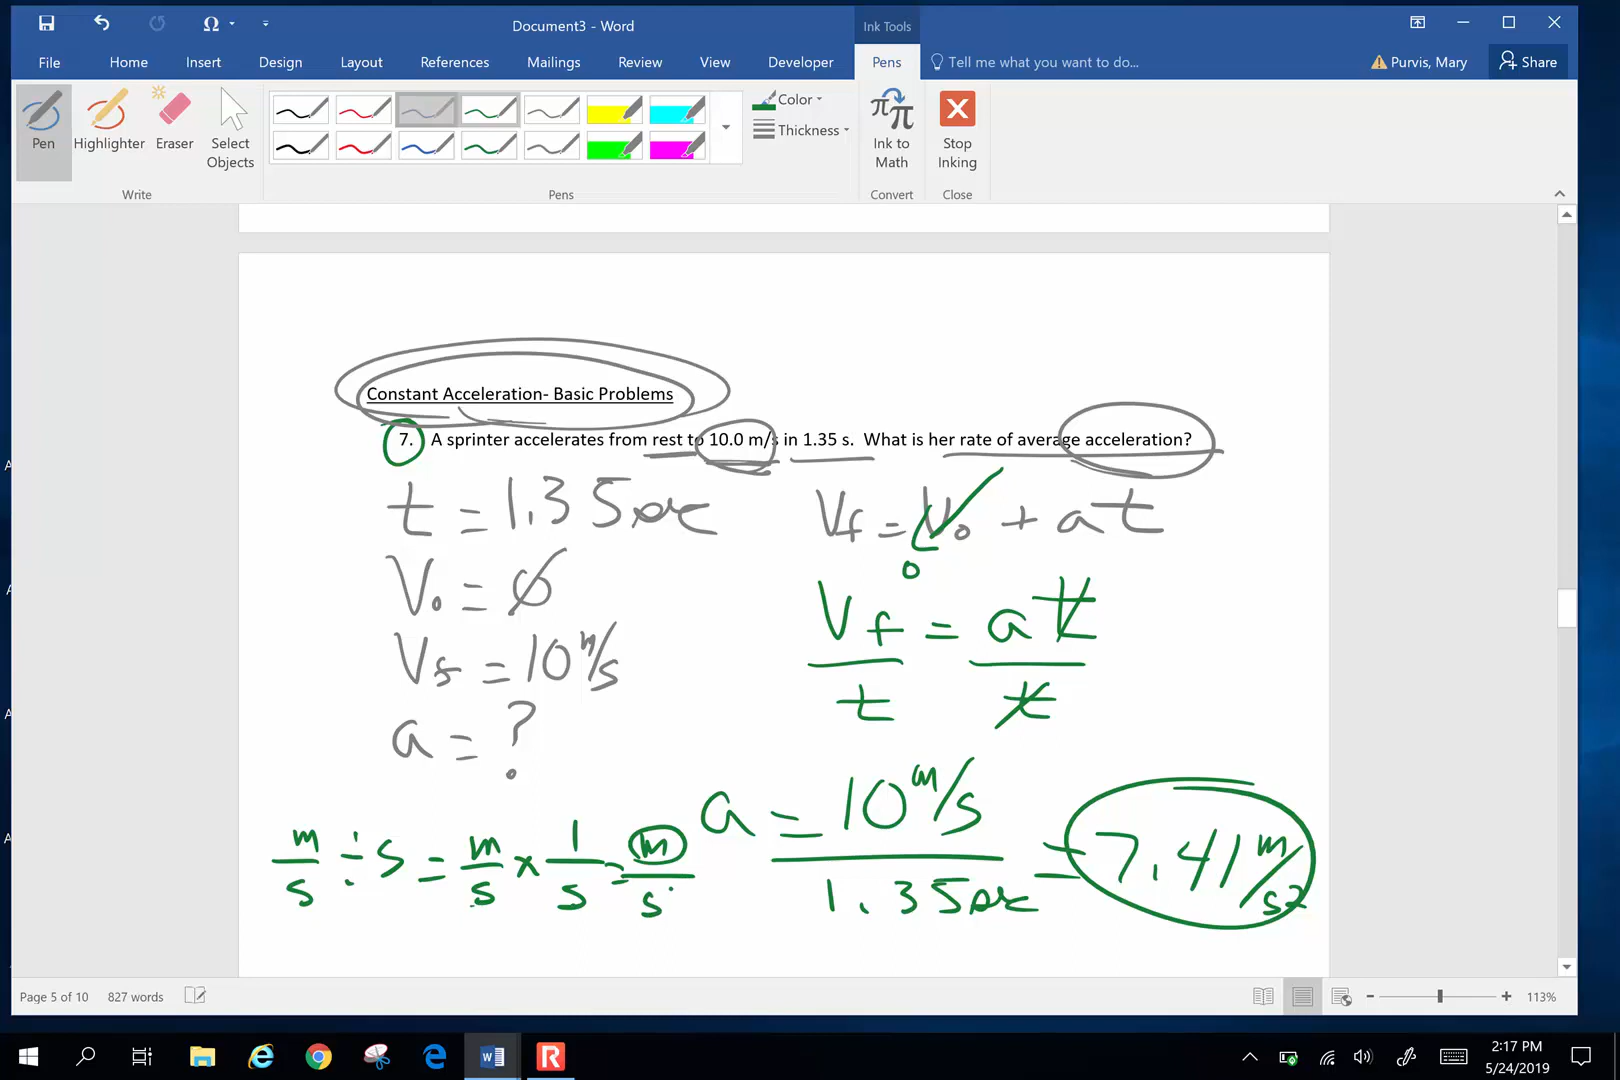 Document3 - Word
Ink Tools
File Home Insert Design Layout References Mailings Review View Developer Pens Tell me what you want to do... Purvis, Mary Share
Pen Highlighter Eraser Select Objects
Color
Thickness
Ink to Math
Stop Inking
Write Pens Convert Close
Constant Acceleration- Basic Problems
7. A sprinter accelerates from rest to 10.0 m/s in 1.35 s. What is her rate of average acceleration?
t = 1.35 sec
V₀ = 0
Vf = 10 m/s
a = ?
Vf = V₀ + at
0
Vf = at
t t
a = 10 m/s
1.35 sec
= 7.41 m/s2
m/s ÷ s = m/s × 1/s = m/s
Page 5 of 10 827 words 113%
2:17 PM
5/24/2019